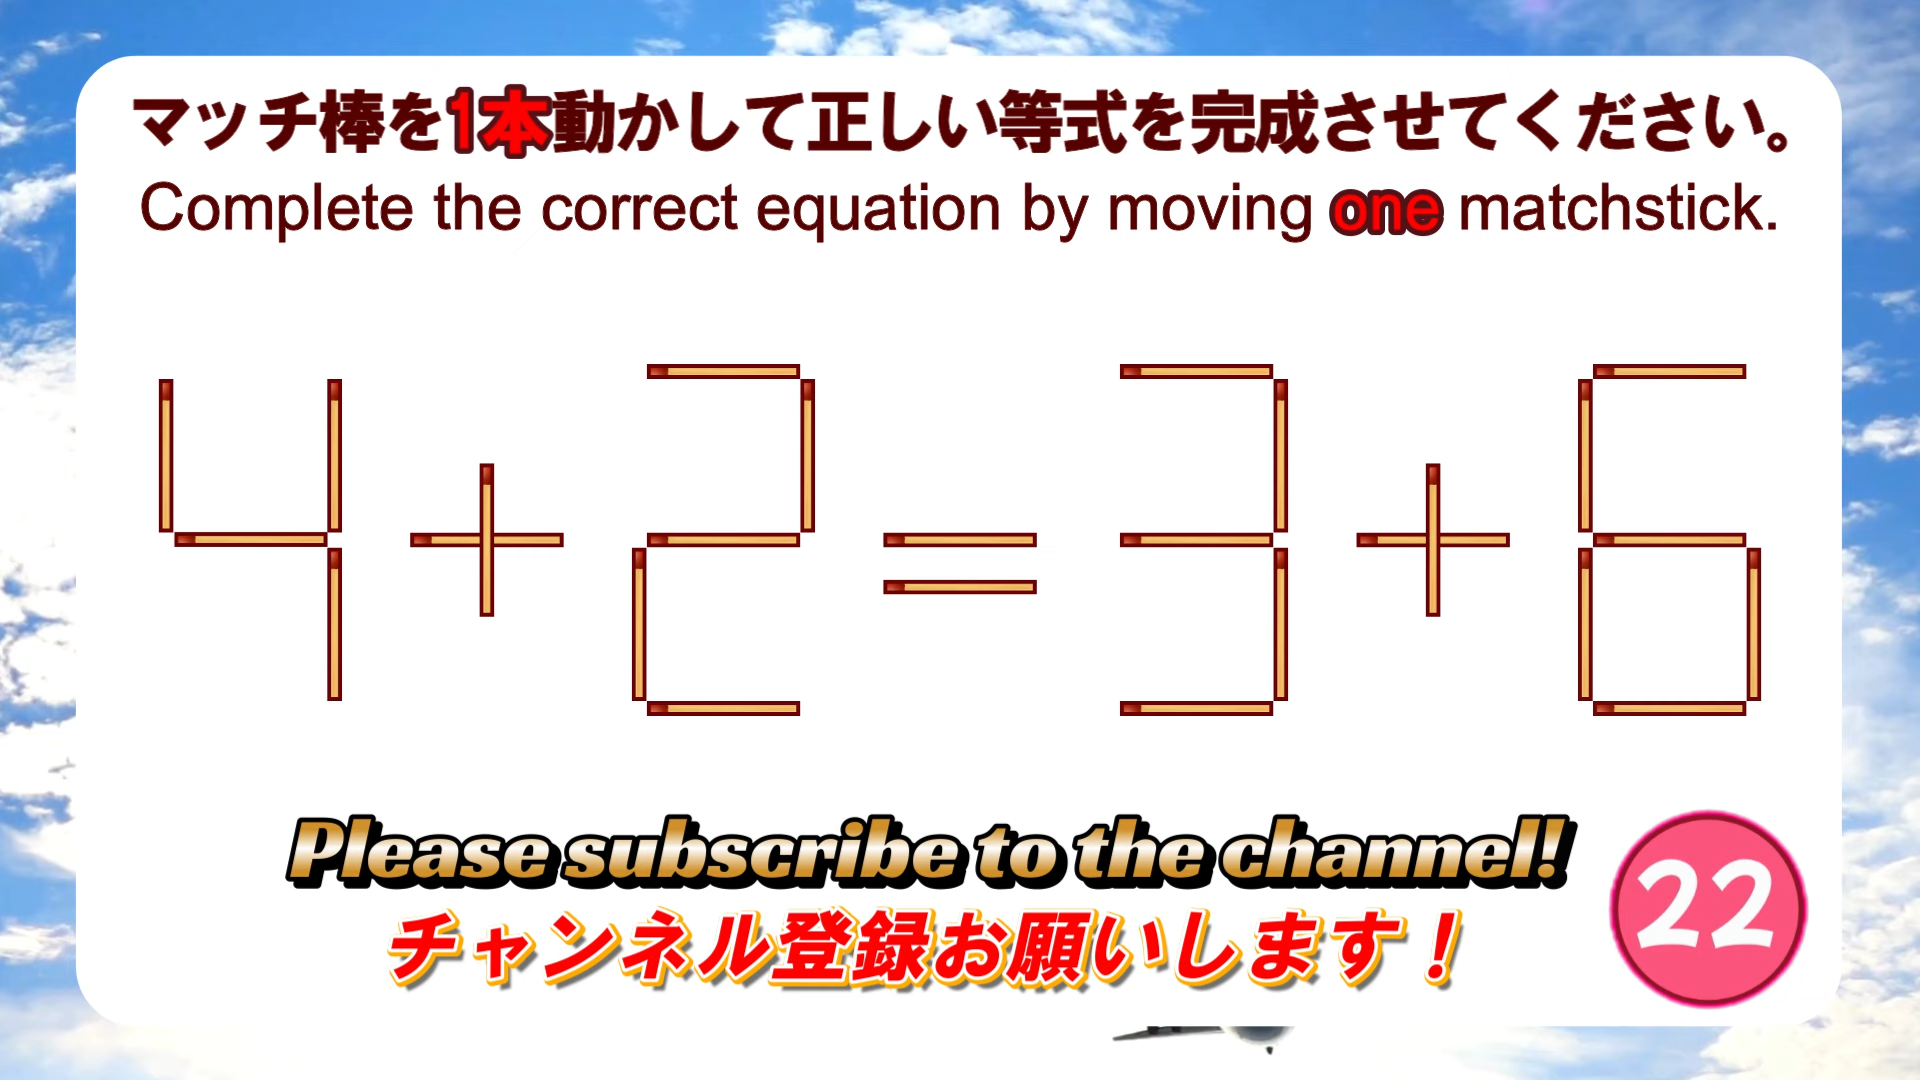 マッチ棒を1本動かして正しい等式を完成させてください。
Complete the correct equation by moving one matchstick.
4+2=3+6
Please subscribe to the channel!
チャンネル登録お願いします！
22